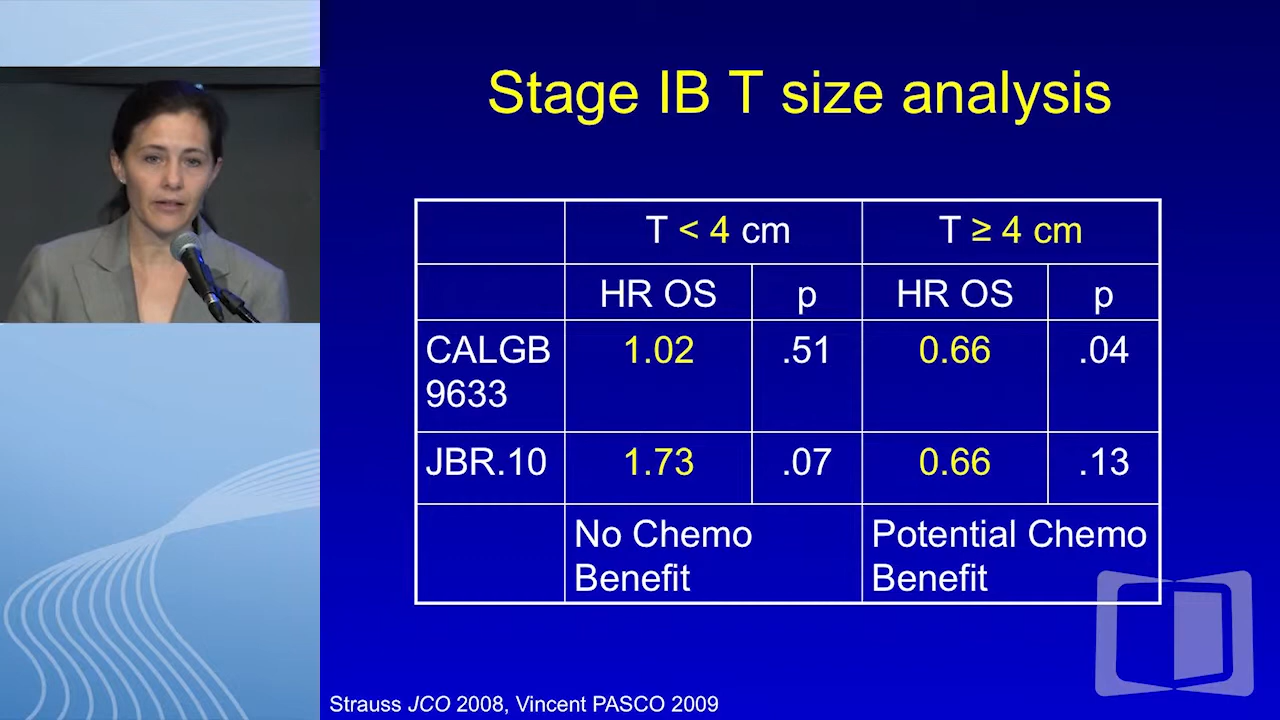 Stage IB T size analysis
T < 4 cm T ≥ 4 cm
HR OS p HR OS p
CALGB 1.02 .51 0.66 .04
9633
JBR.10 1.73 .07 0.66 .13
No Chemo Potential Chemo
Benefit Benefit
Strauss JCO 2008, Vincent PASCO 2009